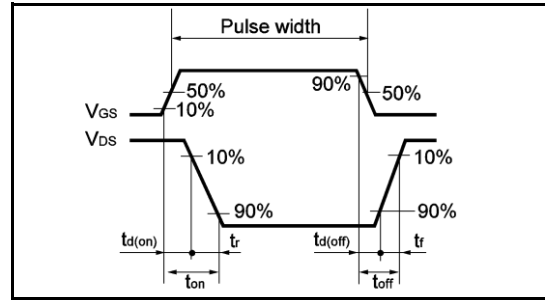 Pulse width
90%
50%
50%
10%
VGS
VDS
10%
10%
90%
90%
td(on)
tr
td(off)
tf
ton
toff